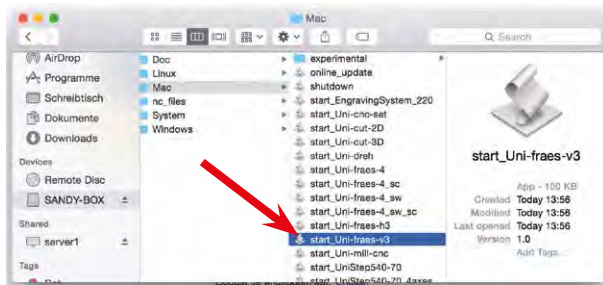 Mac
Search
AirDrop
Programme
Schreibtisch
Dokumente
Downloads
Devices
Remote Disc
SANDY-BOX
Shared
server1
Tags
Doc
Linux
Mac
nc_files
System
Windows
experimental
online_update
shutdown
start_EngravingSystem_220
start_Uni-cnc-set
start_Uni-cut-2D
start_Uni-cut-3D
start_Uni-dreh
start_Uni-fraes-4
start_Uni-fraes-4_sc
start_Uni-fraes-4_sw
start_Uni-fraes-4_sw_sc
start_Uni-fraes-h3
start_Uni-fraes-v3
start_Uni-mill-cnc
start_UniStep540-70
start_UniStep540-70_4axes
start_Uni-fraes-v3
App - 100 KB
Created Today 13:56
Modified Today 13:56
Last opened Today 13:56
Version 1.0
Add Tags...